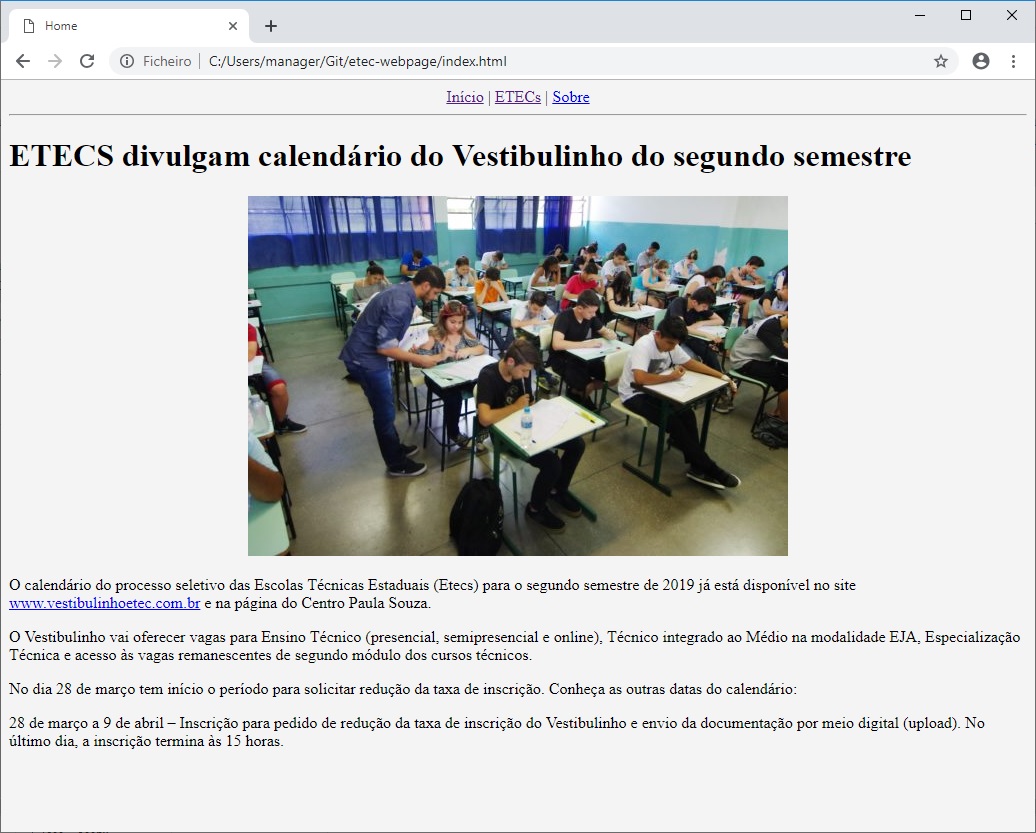 Home
Ficheiro | C:/Users/manager/Git/etec-webpage/index.html
Início | ETECs | Sobre
ETECS divulgam calendário do Vestibulinho do segundo semestre
O calendário do processo seletivo das Escolas Técnicas Estaduais (Etecs) para o segundo semestre de 2019 já está disponível no site
www.vestibulinhoetec.com.br e na página do Centro Paula Souza.
O Vestibulinho vai oferecer vagas para Ensino Técnico (presencial, semipresencial e online), Técnico integrado ao Médio na modalidade EJA, Especialização
Técnica e acesso às vagas remanescentes de segundo módulo dos cursos técnicos.
No dia 28 de março tem início o período para solicitar redução da taxa de inscrição. Conheça as outras datas do calendário:
28 de março a 9 de abril – Inscrição para pedido de redução da taxa de inscrição do Vestibulinho e envio da documentação por meio digital (upload). No
último dia, a inscrição termina às 15 horas.